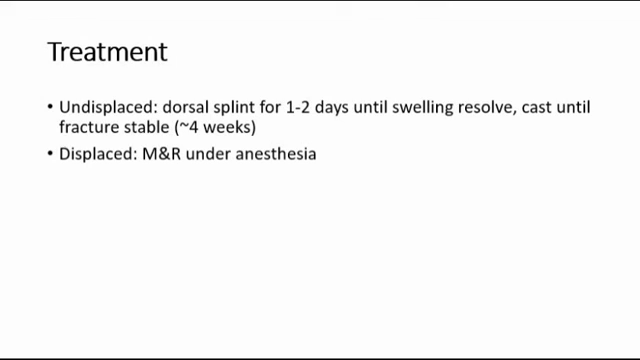 Treatment
• Undisplaced: dorsal splint for 1-2 days until swelling resolve, cast until
fracture stable (~4 weeks)
• Displaced: M&R under anesthesia